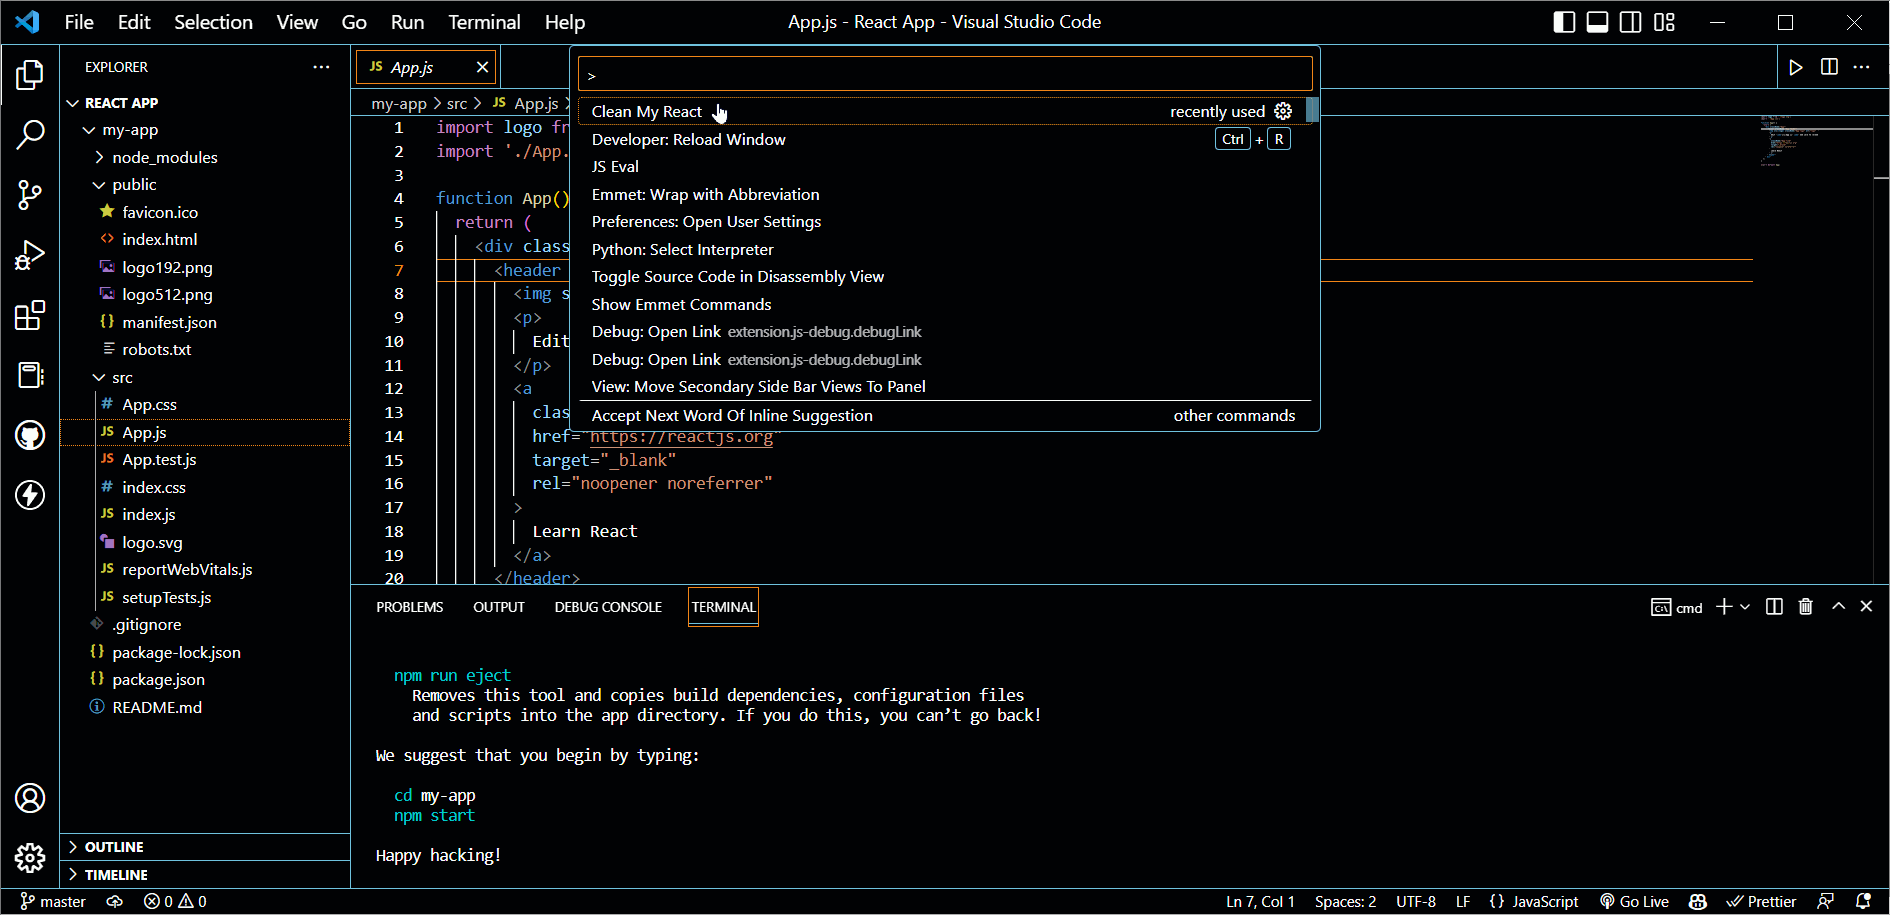 File Edit Selection View Go Run Terminal Help
App.js - React App - Visual Studio Code
EXPLORER
REACT APP
my-app
node_modules
public
favicon.ico
index.html
logo192.png
logo512.png
manifest.json
robots.txt
src
App.css
App.js
App.test.js
index.css
index.js
logo.svg
reportWebVitals.js
setupTests.js
.gitignore
package-lock.json
package.json
README.md
OUTLINE
TIMELINE
JS App.js
my-app > src > JS App.js
>
Clean My React recently used
Developer: Reload Window Ctrl + R
JS Eval
Emmet: Wrap with Abbreviation
Preferences: Open User Settings
Python: Select Interpreter
Toggle Source Code in Disassembly View
Show Emmet Commands
Debug: Open Link extension.js-debug.debugLink
Debug: Open Link extension.js-debug.debugLink
View: Move Secondary Side Bar Views To Panel
Accept Next Word Of Inline Suggestion other commands
1 import logo fr
2 import './App.
3
4 function App()
5 return (
6 <div class
7 <header
8 <img s
9 <p>
10 Edit
11 </p>
12 <a
13 clas
14 href="https://reactjs.org"
15 target="_blank"
16 rel="noopener noreferrer"
17 >
18 Learn React
19 </a>
20 </header>
PROBLEMS OUTPUT DEBUG CONSOLE TERMINAL
cmd
npm run eject
Removes this tool and copies build dependencies, configuration files
and scripts into the app directory. If you do this, you can’t go back!
We suggest that you begin by typing:
cd my-app
npm start
Happy hacking!
master 0 0
Ln 7, Col 1 Spaces: 2 UTF-8 LF {} JavaScript Go Live Prettier